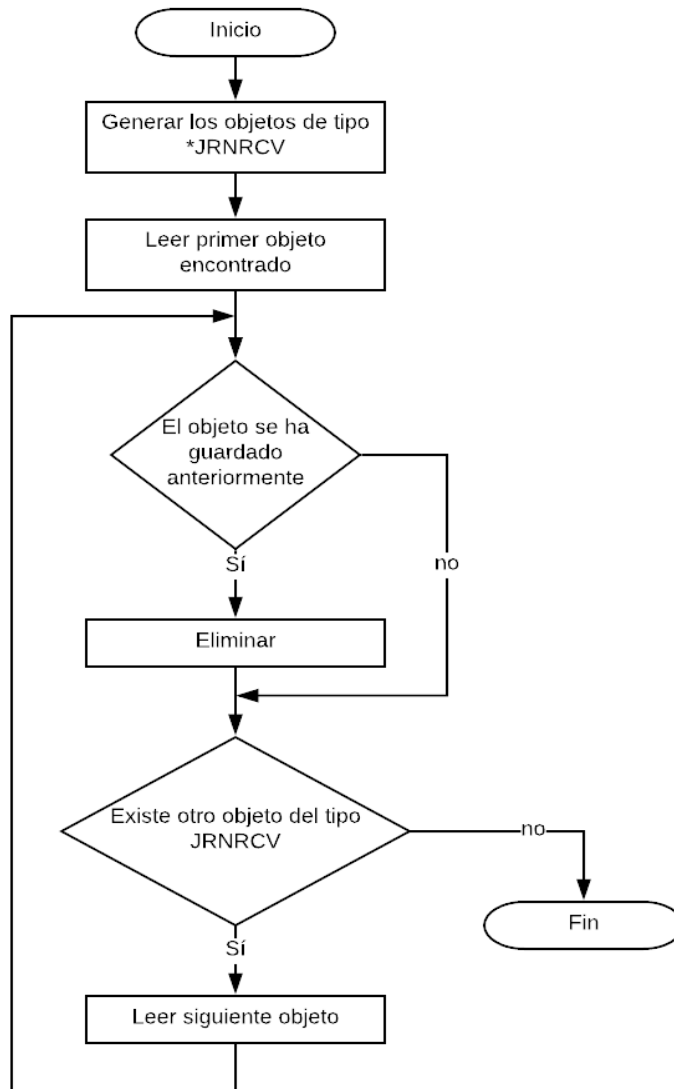 Inicio
Generar los objetos de tipo
*JRNRCV
Leer primer objeto
encontrado
El objeto se ha
guardado
anteriormente
Sí
no
Eliminar
Existe otro objeto del tipo
JRNRCV
no
Fin
Sí
Leer siguiente objeto